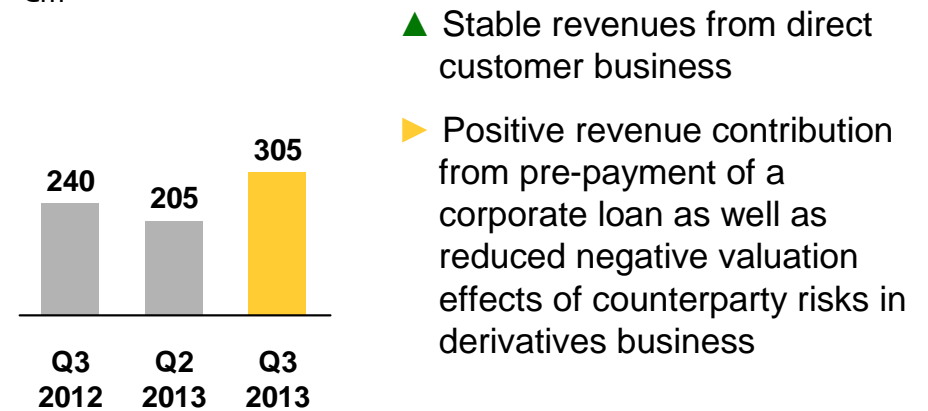 ▲ Stable revenues from direct
customer business
► Positive revenue contribution
from pre-payment of a
corporate loan as well as
reduced negative valuation
effects of counterparty risks in
derivatives business
305
240
205
Q3 Q2 Q3
2012 2013 2013